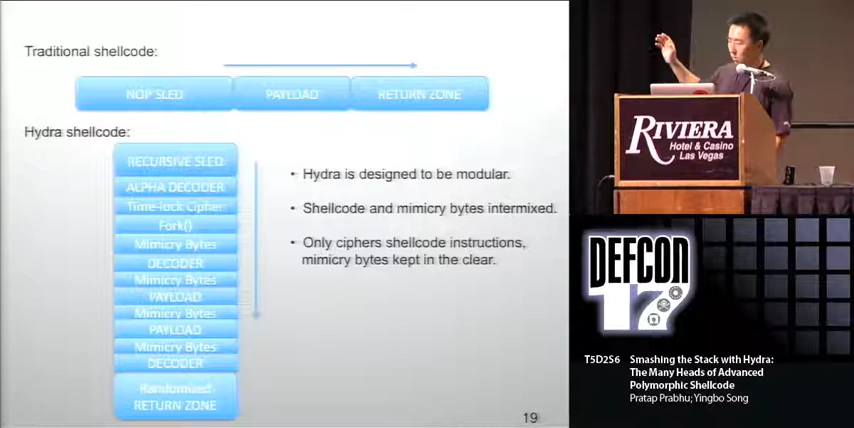 Traditional shellcode:
NOP SLED
PAYLOAD
RETURN ZONE
Hydra shellcode:
RECURSIVE SLED
ALPHA DECODER
Time-lock Cipher
Fork()
Mimicry Bytes
DECODER
Mimicry Bytes
PAYLOAD
Mimicry Bytes
PAYLOAD
Mimicry Bytes
DECODER
Randomized
RETURN ZONE
• Hydra is designed to be modular.
• Shellcode and mimicry bytes intermixed.
• Only ciphers shellcode instructions,
mimicry bytes kept in the clear.
19
RIVIERA
Hotel & Casino
Las Vegas
DEFCON
17
T5D2S6 Smashing the Stack with Hydra:
The Many Heads of Advanced
Polymorphic Shellcode
Pratap Prabhu; Yingbo Song